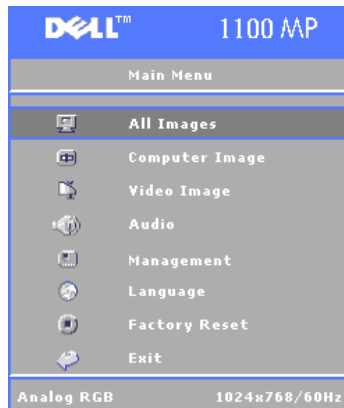 DELL™ 1100 MP
Main Menu
All Images
Computer Image
Video Image
Audio
Management
Language
Factory Reset
Exit
Analog RGB 1024x768/60Hz